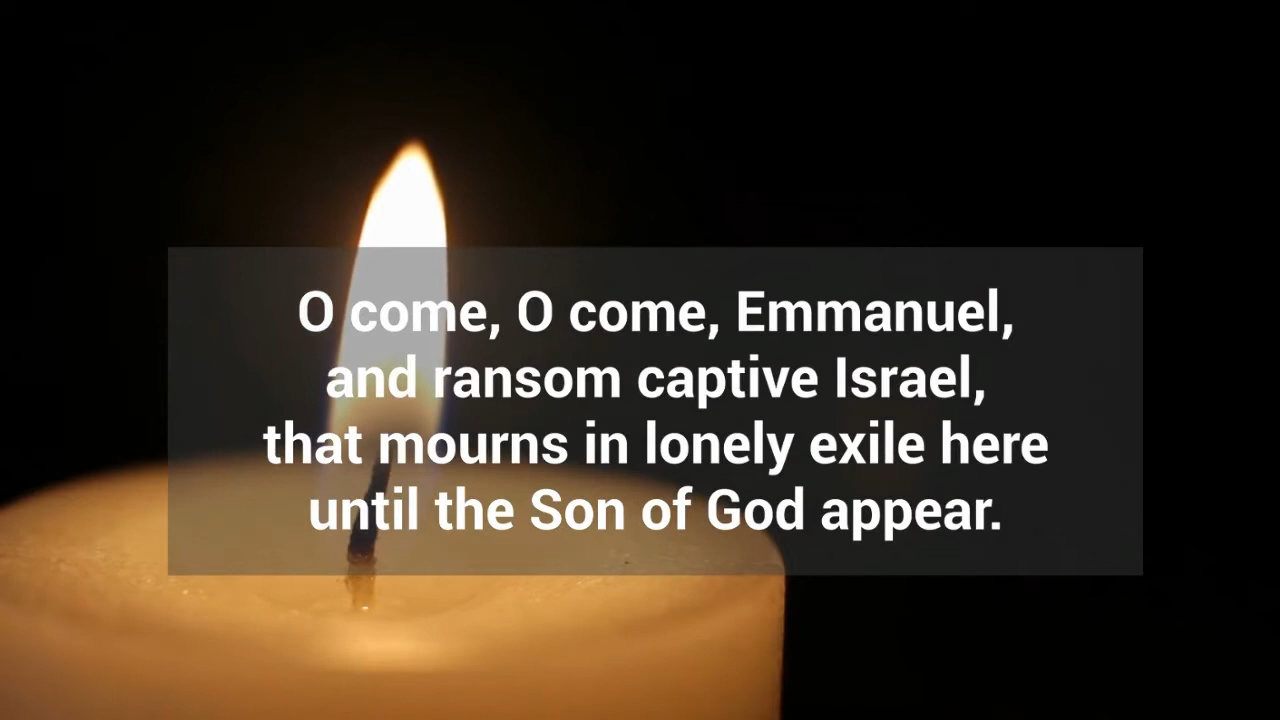 O come, O come, Emmanuel,
and ransom captive Israel,
that mourns in lonely exile here
until the Son of God appear.